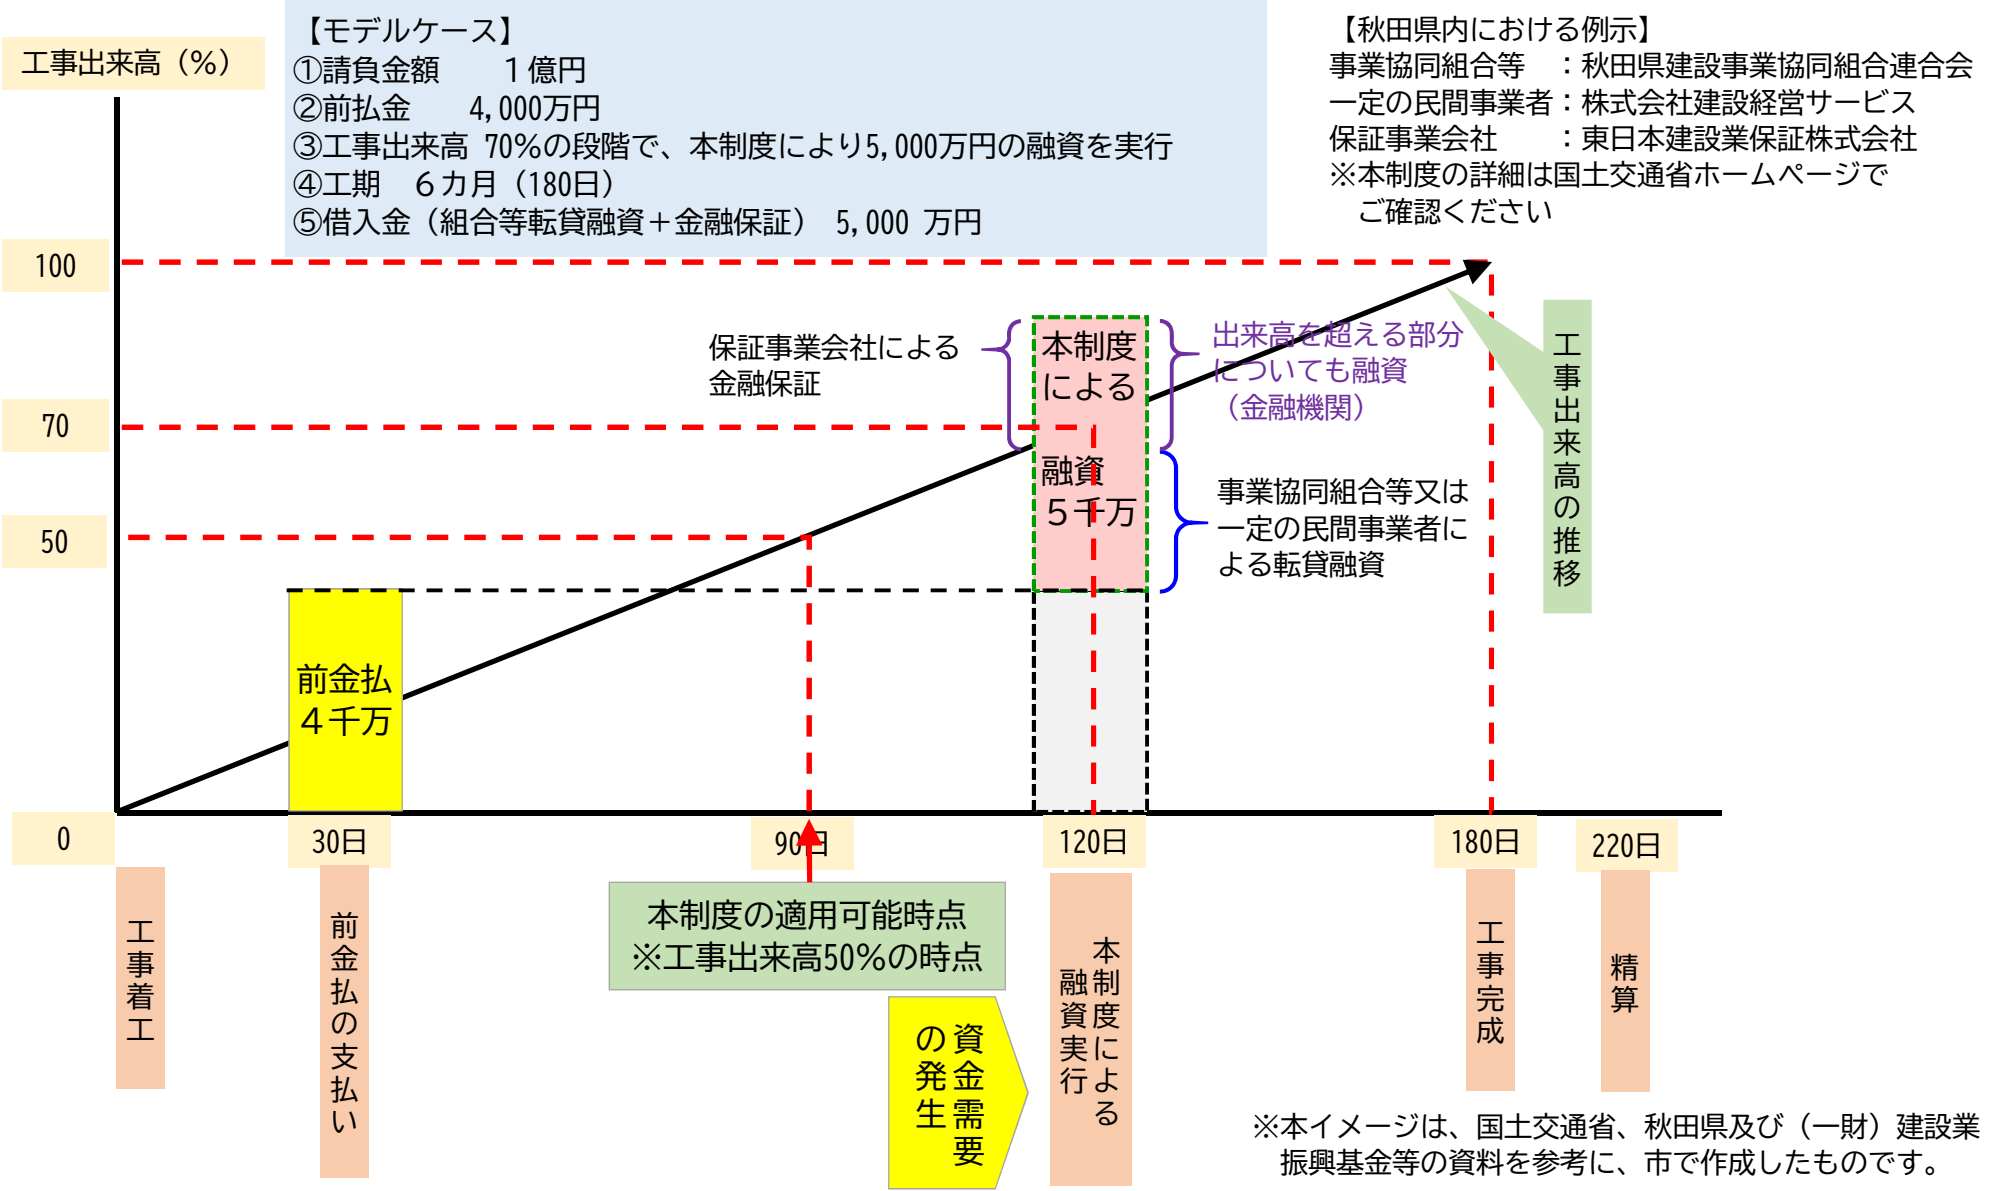 【モデルケース】
①請負金額　　１億円
②前払金　　4,000万円
③工事出来高 70％の段階で、本制度により5,000万円の融資を実行
④工期　６カ月（180日）
⑤借入金（組合等転貸融資＋金融保証） 5,000 万円
【秋田県内における例示】
事業協同組合等　：秋田県建設事業協同組合連合会
一定の民間事業者：株式会社建設経営サービス
保証事業会社　　：東日本建設業保証株式会社
※本制度の詳細は国土交通省ホームページで
ご確認ください
工事出来高（％）
100
70
50
0
保証事業会社による
金融保証
本制度
による
融資
５千万
出来高を超える部分
についても融資
（金融機関）
事業協同組合等又は
一定の民間事業者に
よる転貸融資
工事出来高の推移
前金払
４千万
30日
90日
120日
180日
220日
工事着工
前金払の支払い
本制度の適用可能時点
※工事出来高50％の時点
資金需要
の発生
本制度による
融資実行
工事完成
精算
※本イメージは、国土交通省、秋田県及び（一財）建設業
振興基金等の資料を参考に、市で作成したものです。